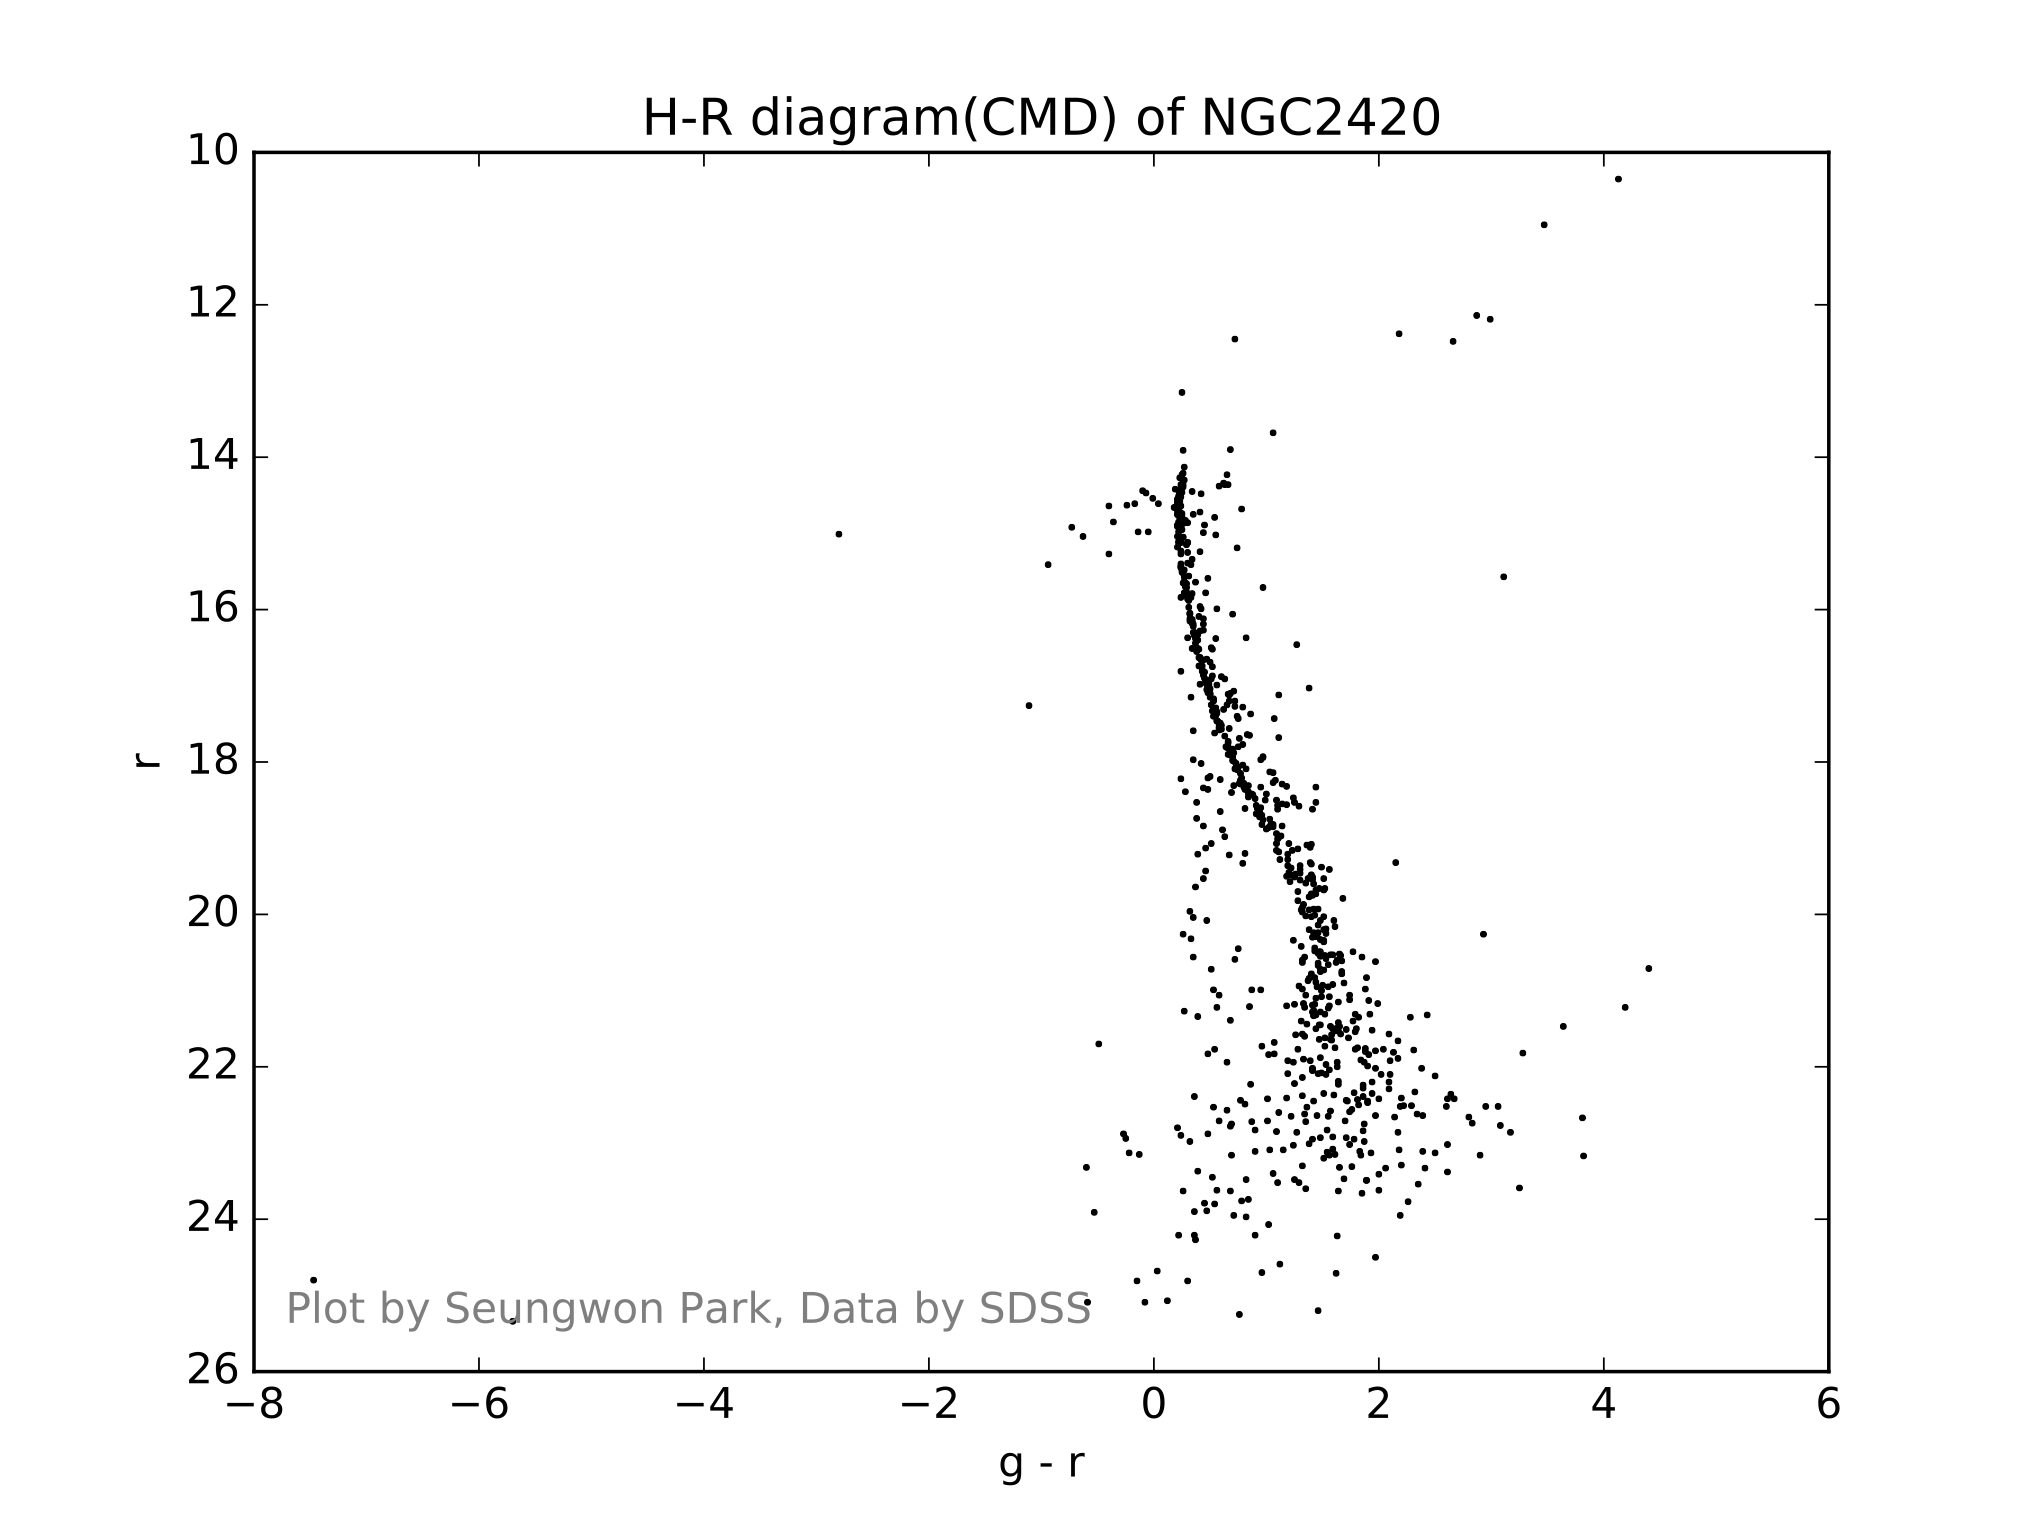 H-R diagram(CMD) of NGC2420
10
12
14
16
18
20
22
24
26
r
Plot by Seungwon Park, Data by SDSS
−8 −6 −4 −2 0 2 4 6
g - r